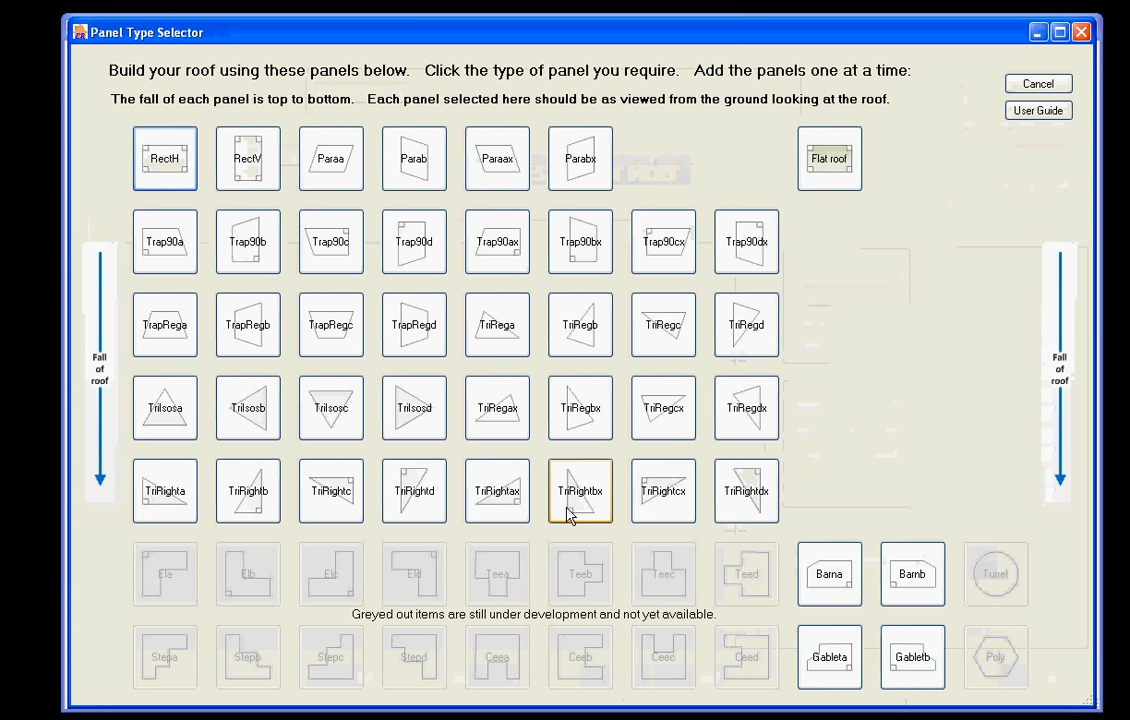 Panel Type Selector
Build your roof using these panels below. Click the type of panel you require. Add the panels one at a time:
The fall of each panel is top to bottom. Each panel selected here should be as viewed from the ground looking at the roof.
Cancel
User Guide
RectH RectV Paraa Parab Paraax Parabx Flat roof
Trap90a Trap90b Trap90c Trap90d Trap90ax Trap90bx Trap90cx Trap90dx
TrapRega TrapRegb TrapRegc TrapRegd TriRega TriRegb TriRegc TriRegd
Fall
of
roof
Fall
of
roof
TriIsosa TriIsosb TriIsosc TriIsosd TriRegax TriRegbx TriRegcx TriRegdx
TriRighta TriRightb TriRightc TriRightd TriRightax TriRightbx TriRightcx TriRightdx
Ela Elb Elc Eld Teea Teeb Teec Teed Barna Barnb Turret
Greyed out items are still under development and not yet available.
Stepa Stepb Stepc Stepd Ceea Ceeb Ceec Ceed Gableta Gabletb Poly